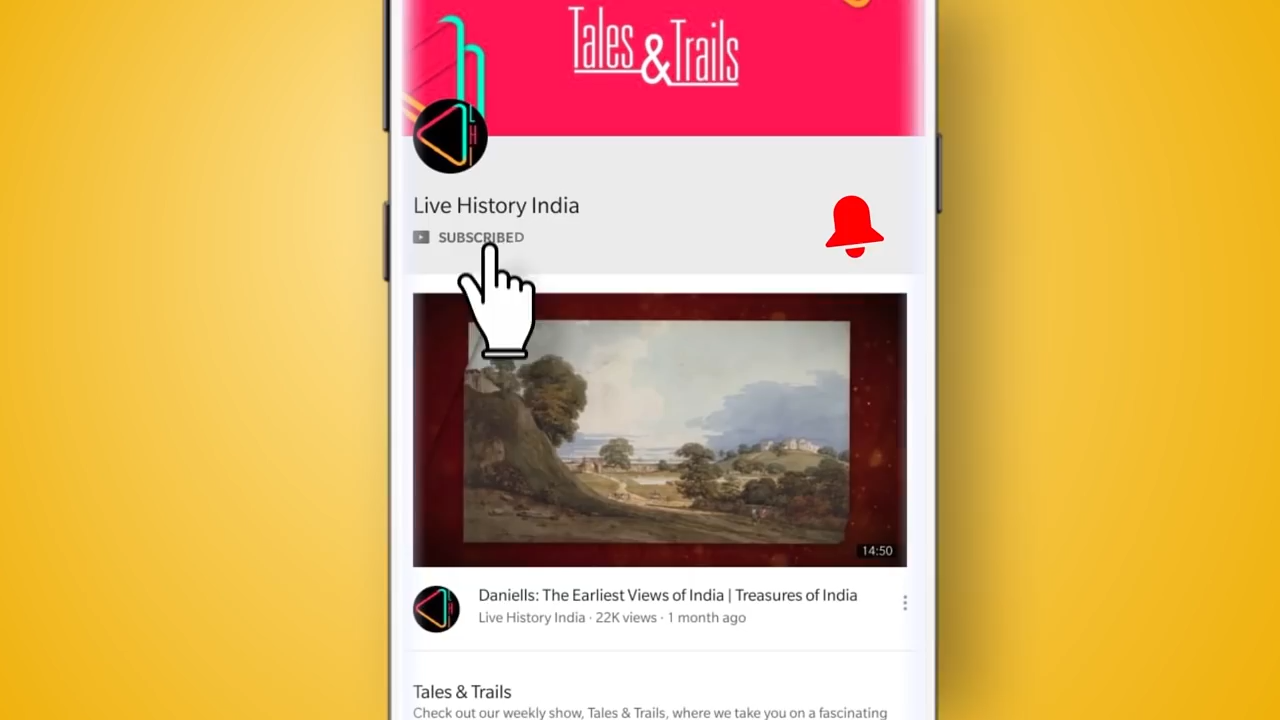 Tales & Trails
LHI
Live History India
SUBSCRIBED
14:50
Daniells: The Earliest Views of India | Treasures of India
LHI
Live History India · 22K views · 1 month ago
Tales & Trails
Check out our weekly show, Tales & Trails, where we take you on a fascinating